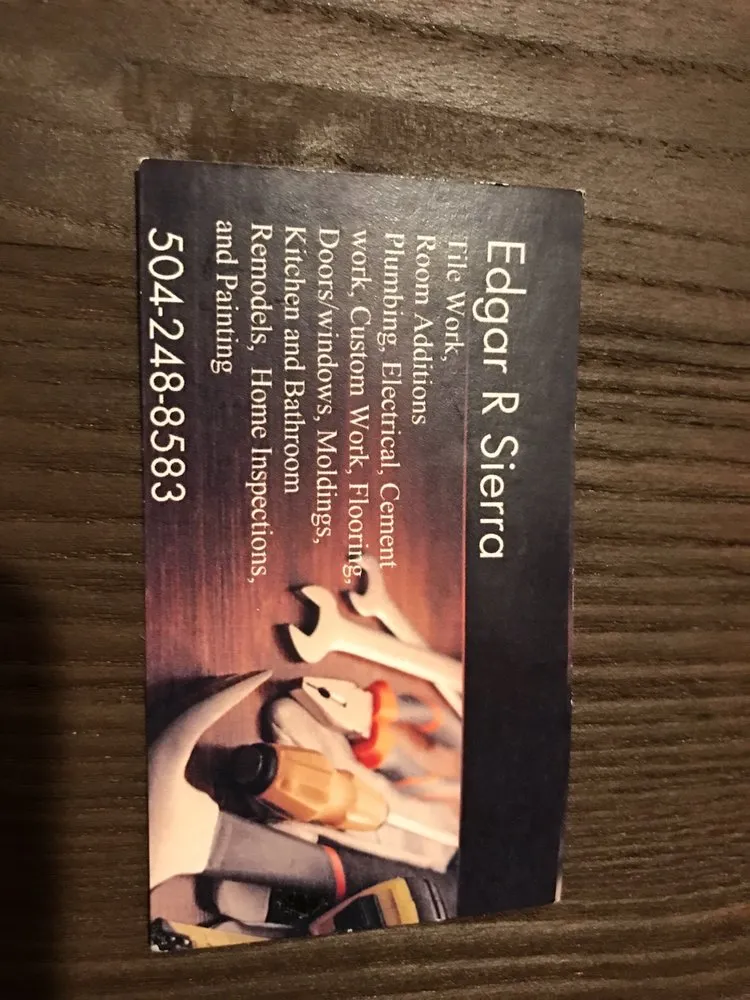 Edgar R Sierra
Tile Work,
Room Additions
Plumbing, Electrical, Cement
work, Custom Work, Flooring,
Doors/windows, Moldings,
Kitchen and Bathroom
Remodels, Home Inspections,
and Painting
504-248-8583